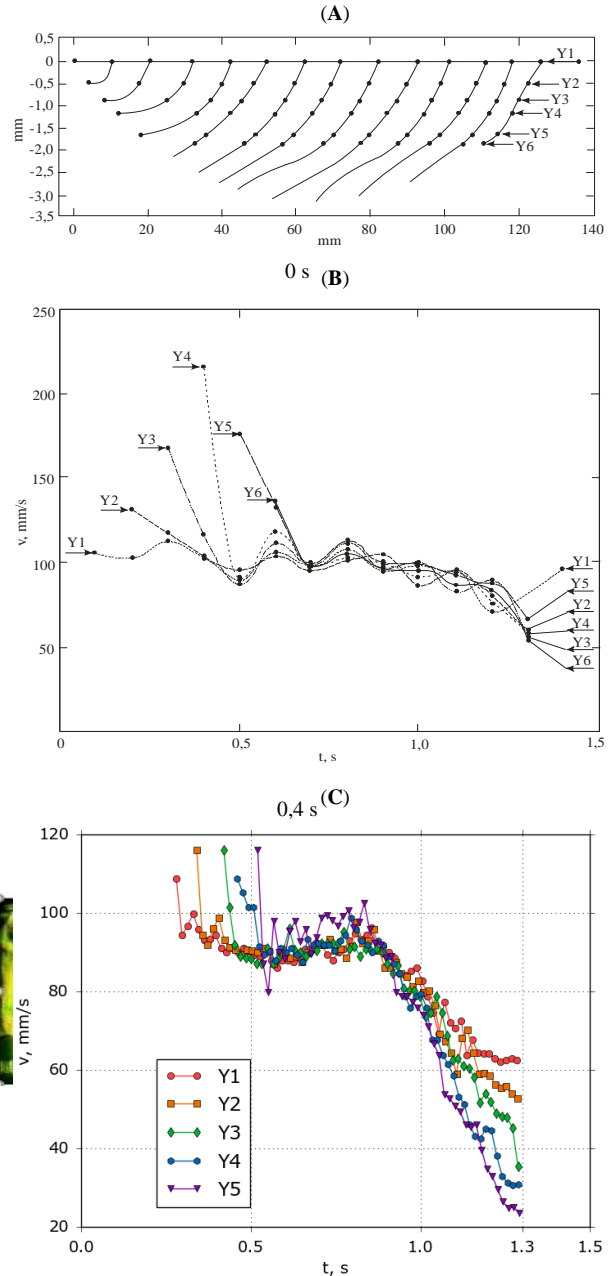 (A)
0,5
0
-0,5
-1,0
-1,5
-2,0
-2,5
-3,0
-3,5
mm
Y1
Y2
Y3
Y4
Y5
Y6
0 20 40 60 80 100 120 140
mm
0 s (B)
250
200
150
100
50
v, mm/s
Y4
Y3
Y5
Y2
Y6
Y1
Y1
Y5
Y2
Y4
Y3
Y6
0 0,5 1,0 1,5
t, s
0,4 s (C)
120
100
80
60
40
20
v, mm/s
Y1
Y2
Y3
Y4
Y5
0.0 0.5 1.0 1.3 1.5
t, s